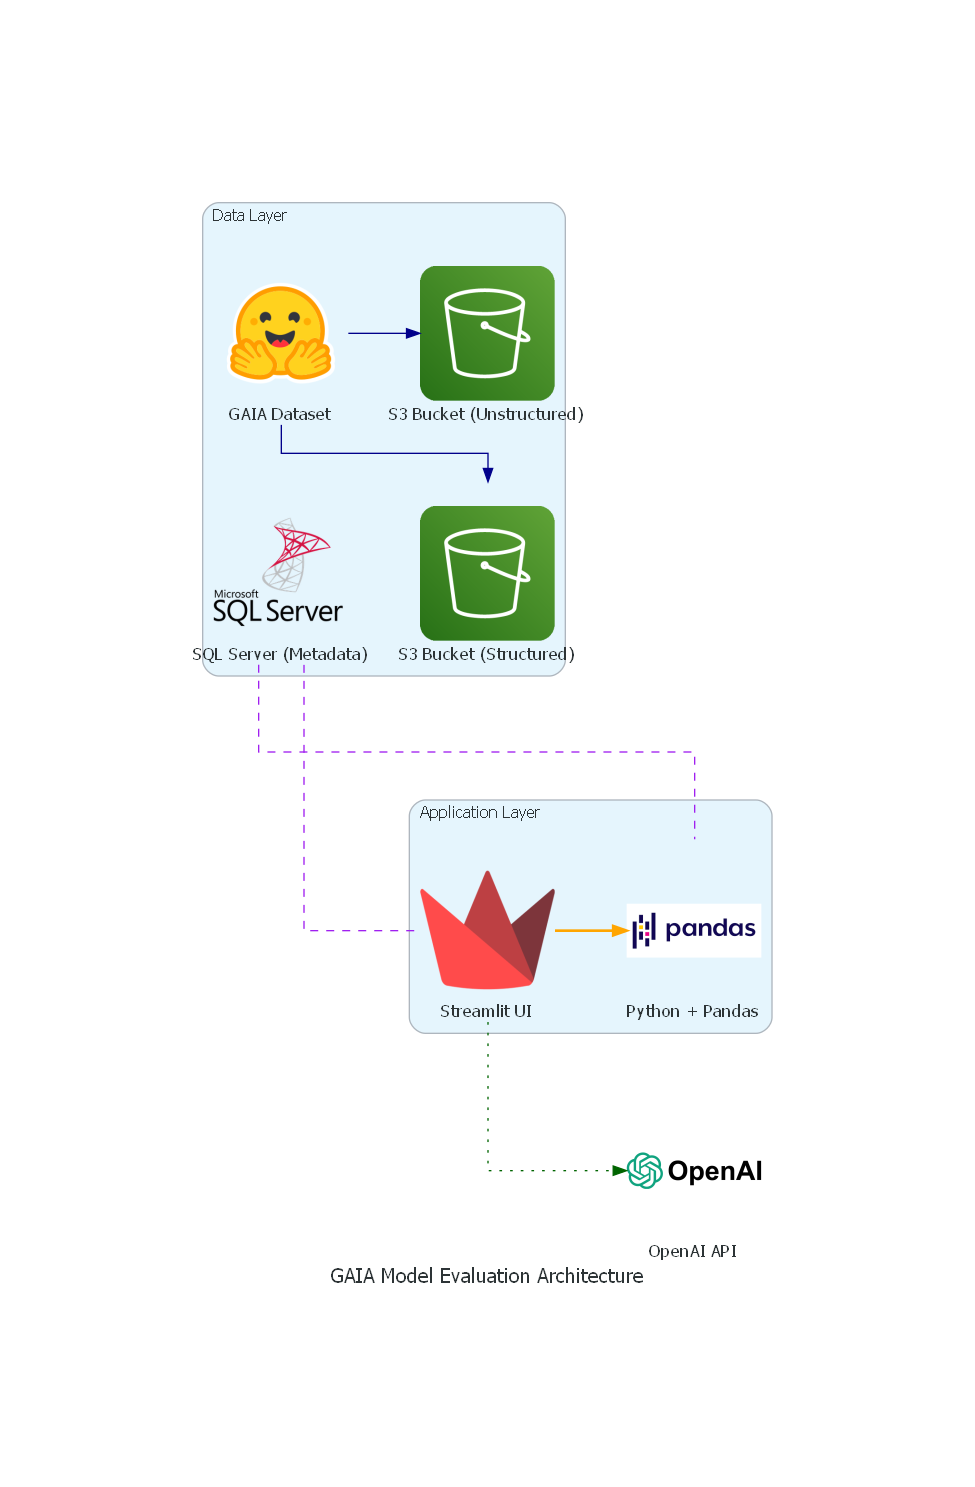 Data Layer
GAIA Dataset
S3 Bucket (Unstructured)
Microsoft
SQL Server
SQL Server (Metadata)
S3 Bucket (Structured)
Application Layer
pandas
Streamlit UI
Python + Pandas
OpenAI
OpenAI API
GAIA Model Evaluation Architecture